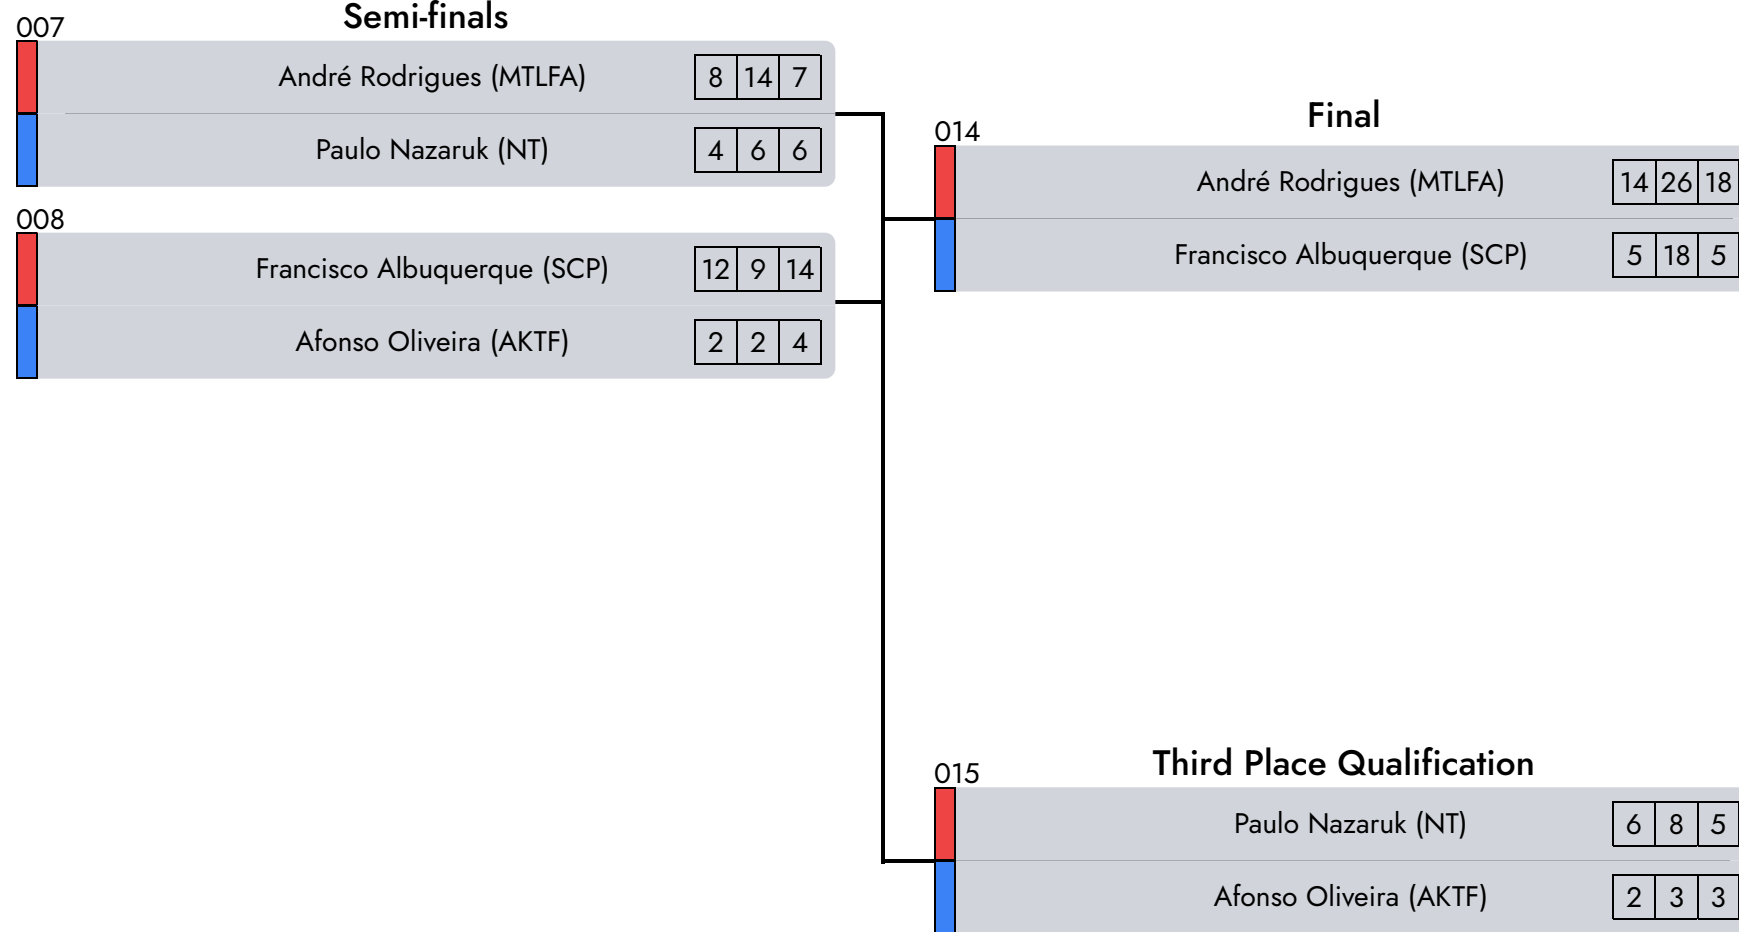 Semi-finals
007
André Rodrigues (MTLFA) 8 14 7
Paulo Nazaruk (NT) 4 6 6
008
Francisco Albuquerque (SCP) 12 9 14
Afonso Oliveira (AKTF) 2 2 4
Final
014
André Rodrigues (MTLFA) 14 26 18
Francisco Albuquerque (SCP) 5 18 5
Third Place Qualification
015
Paulo Nazaruk (NT) 6 8 5
Afonso Oliveira (AKTF) 2 3 3